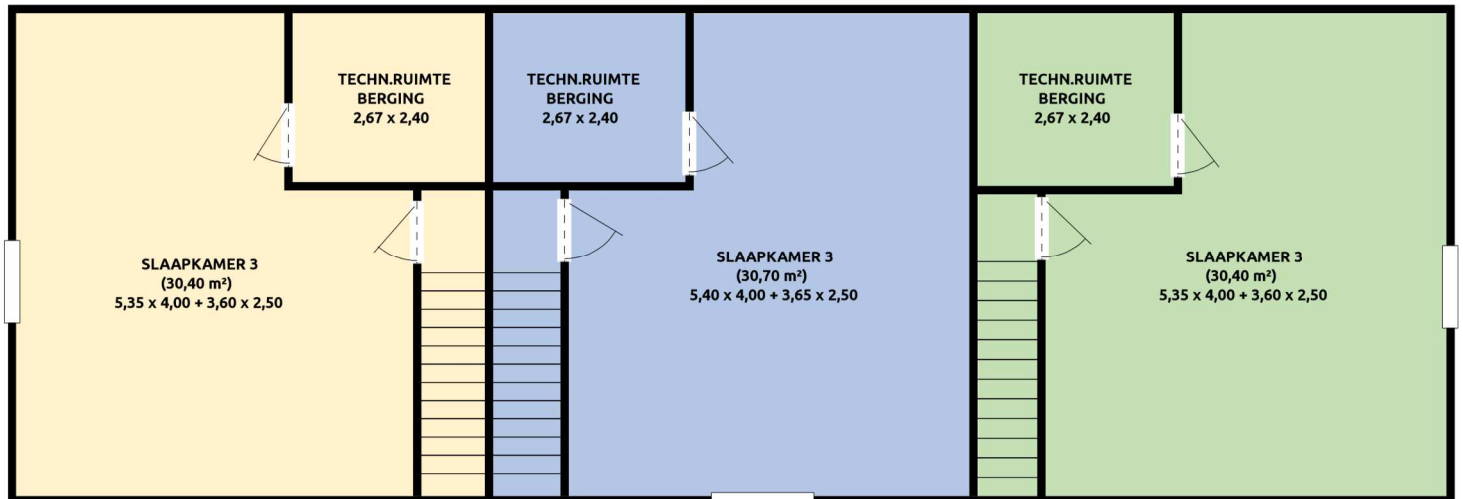 TECHN.RUIMTE
BERGING
2,67 x 2,40
TECHN.RUIMTE
BERGING
2,67 x 2,40
TECHN.RUIMTE
BERGING
2,67 x 2,40
SLAAPKAMER 3
(30,40 m²)
5,35 x 4,00 + 3,60 x 2,50
SLAAPKAMER 3
(30,70 m²)
5,40 x 4,00 + 3,65 x 2,50
SLAAPKAMER 3
(30,40 m²)
5,35 x 4,00 + 3,60 x 2,50